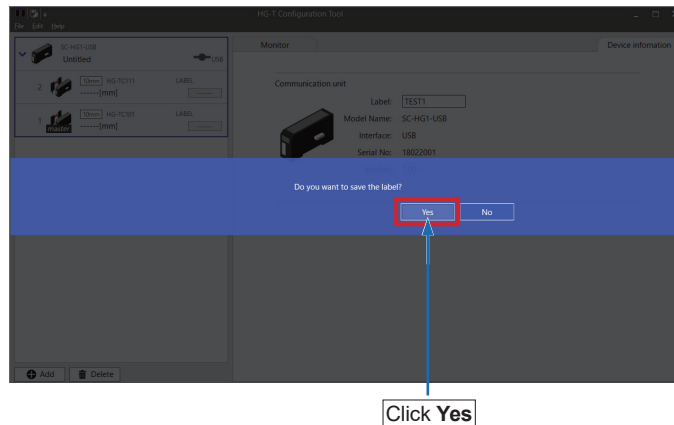 HG-T Configuration Tool
File Edit Help
SC-HG1-USB
Untitled
USB
2
10mm HG-TC111
------[mm]
LABEL
1
master
10mm HG-TC101
------[mm]
LABEL
Monitor
Device infomation
Communication unit
Label: TEST1
Model Name: SC-HG1-USB
Interface: USB
Serial No: 18022001
Do you want to save the label?
Yes No
Add Delete
Click Yes